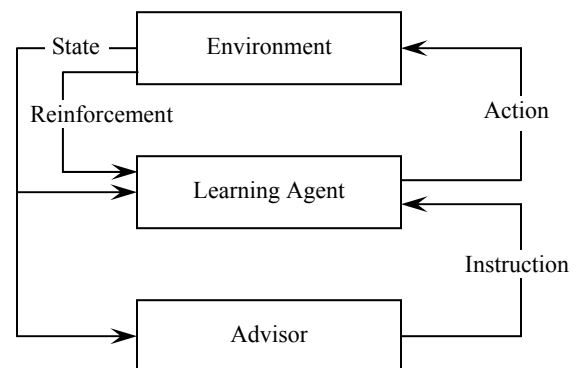 State
Environment
Reinforcement
Action
Learning Agent
Instruction
Advisor